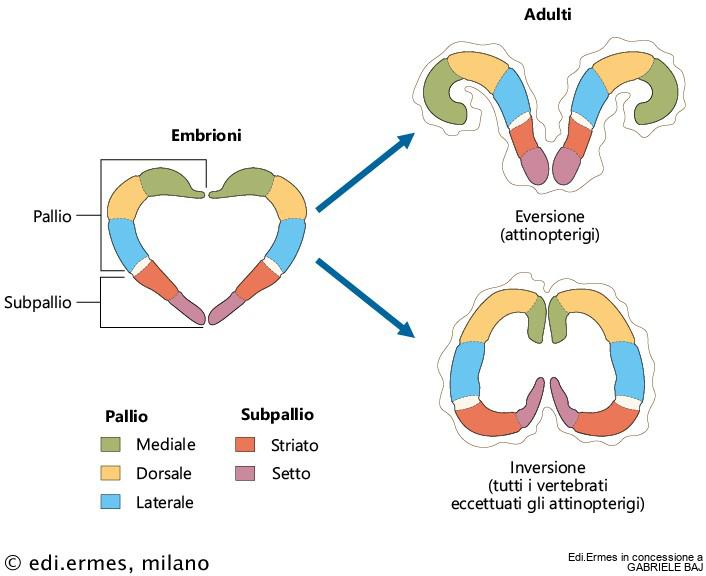 Adulti
Embrioni
Pallio
Subpallio
Eversione
(attinopterigi)
Pallio
Mediale
Dorsale
Laterale
Subpallio
Striato
Setto
Inversione
(tutti i vertebrati
eccettuati gli attinopterigi)
© edi.ermes, milano
Edi.Ermes in concessione a
GABRIELE BAJ